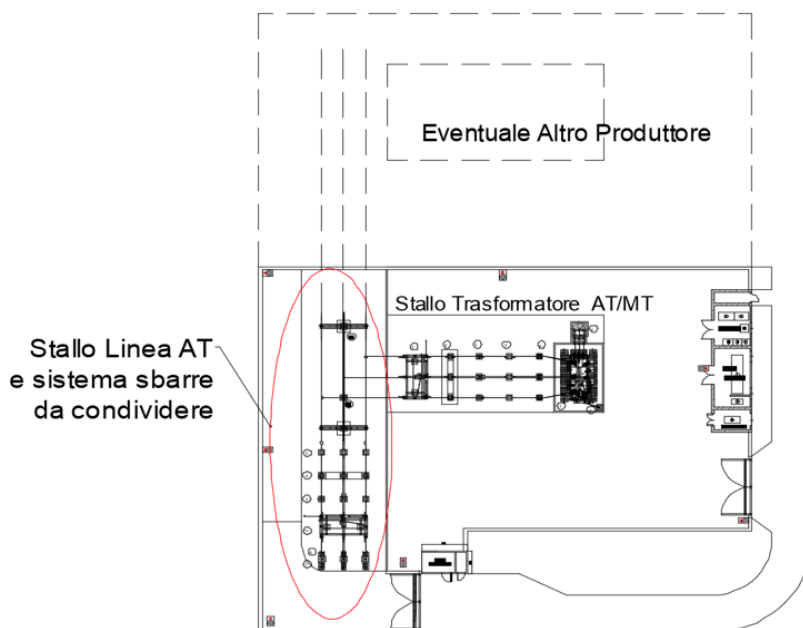 Eventuale Altro Produttore
Stallo Trasformatore AT/MT
Stallo Linea AT
e sistema sbarre
da condividere